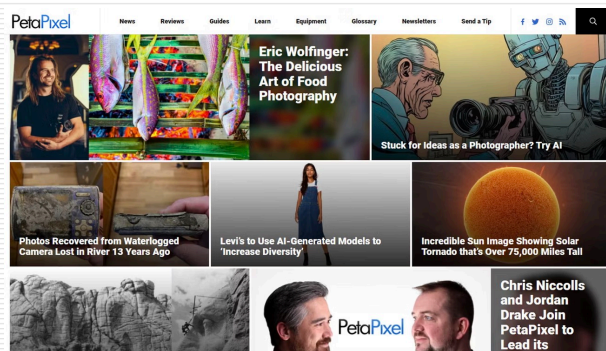 PetaPixel
News Reviews Guides Learn Equipment Glossary Newsletters Send a Tip
Eric Wolfinger:
The Delicious
Art of Food
Photography
Stuck for Ideas as a Photographer? Try AI
Photos Recovered from Waterlogged
Camera Lost in River 13 Years Ago
Levi's to Use AI-Generated Models to
'Increase Diversity'
Incredible Sun Image Showing Solar
Tornado that's Over 75,000 Miles Tall
PetaPixel
Chris Niccolls
and Jordan
Drake Join
PetaPixel to
Lead its